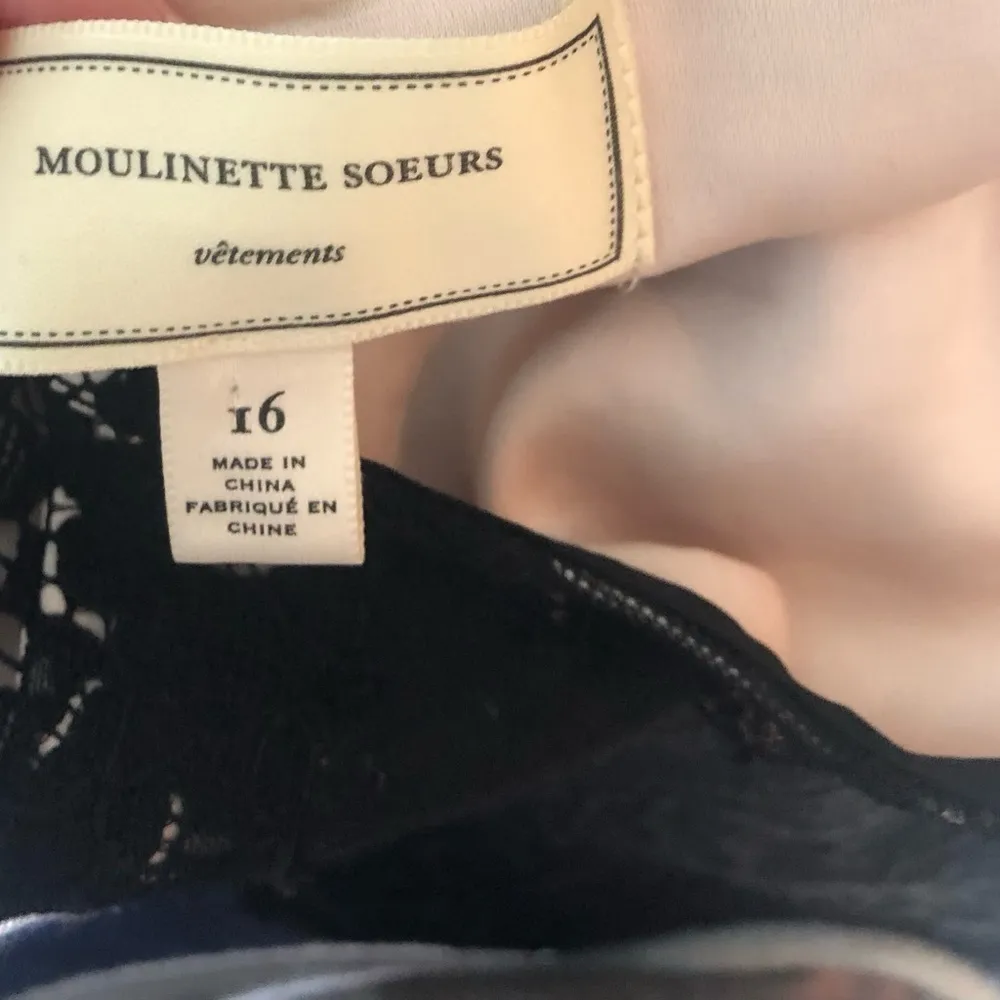 MOULINETTE SOEURS
vêtements
16
MADE IN
CHINA
FABRIQUÉ EN
CHINE